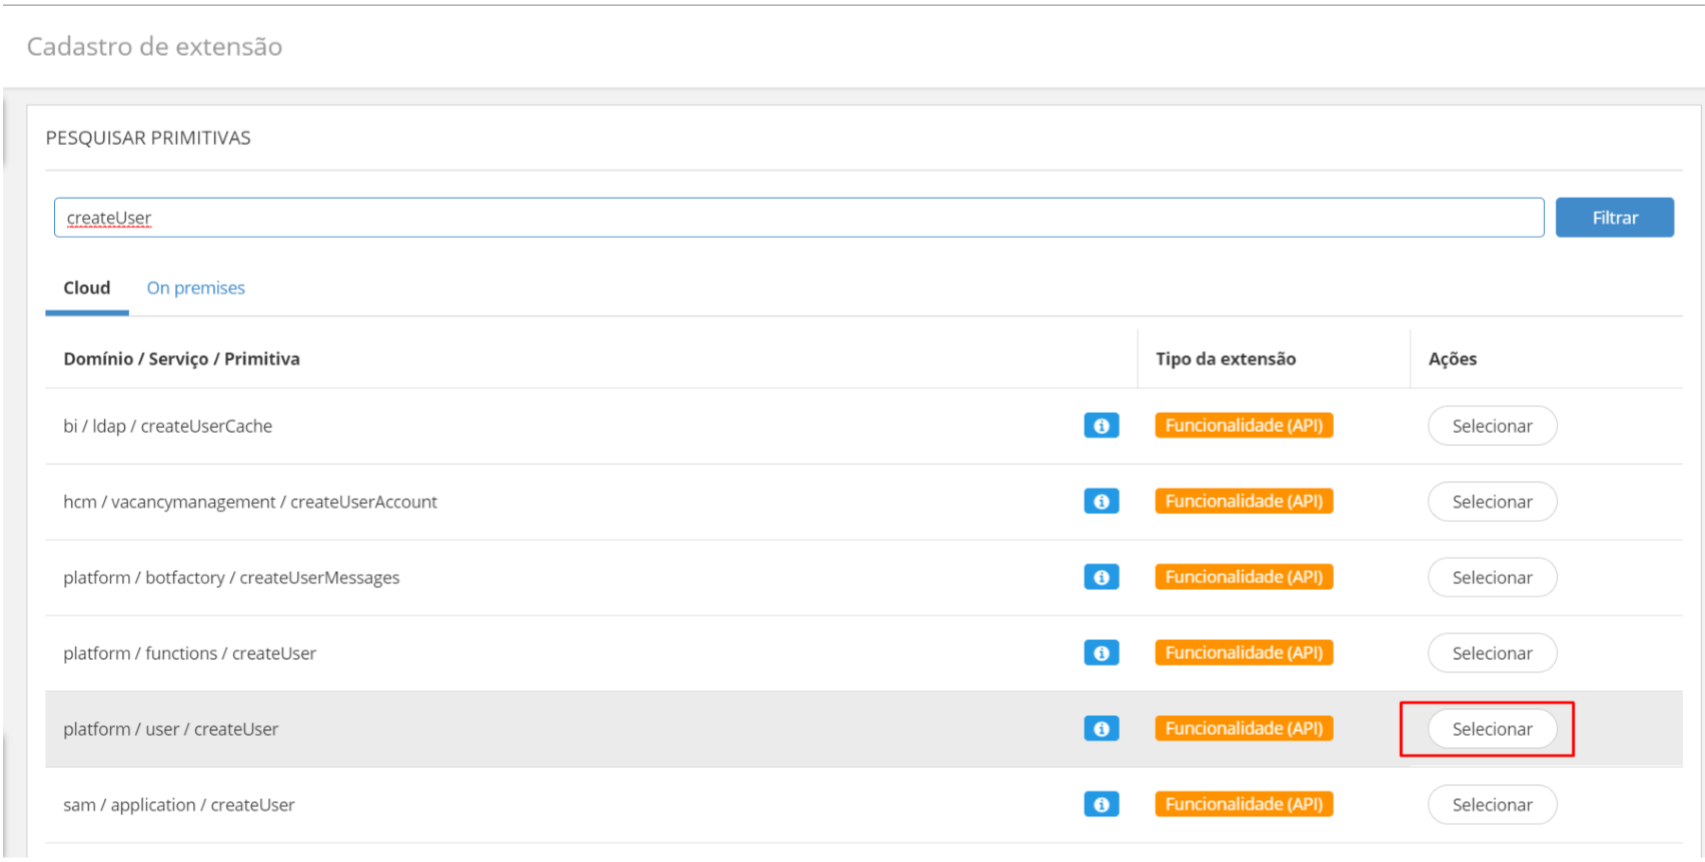 Cadastro de extensão
PESQUISAR PRIMITIVAS
createUser Filtrar
Cloud On premises
Domínio / Serviço / Primitiva Tipo da extensão Ações
bi / ldap / createUserCache Funcionalidade (API) Selecionar
hcm / vacancymanagement / createUserAccount Funcionalidade (API) Selecionar
platform / botfactory / createUserMessages Funcionalidade (API) Selecionar
platform / functions / createUser Funcionalidade (API) Selecionar
platform / user / createUser Funcionalidade (API) Selecionar
sam / application / createUser Funcionalidade (API) Selecionar